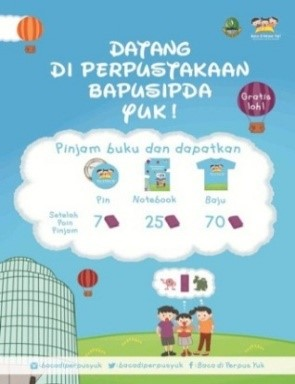 DATANG
DI PERPUSTAKAAN
BAPUSIPDA
YUK!
Gratis
loh!
Pinjam buku dan dapatkan
Pin Notebook Baju
Setelah
Poin
Pinjam
7 25 70
:bacadiperpusyuk :bacadiperpusyuk :Baca di Perpus Yuk